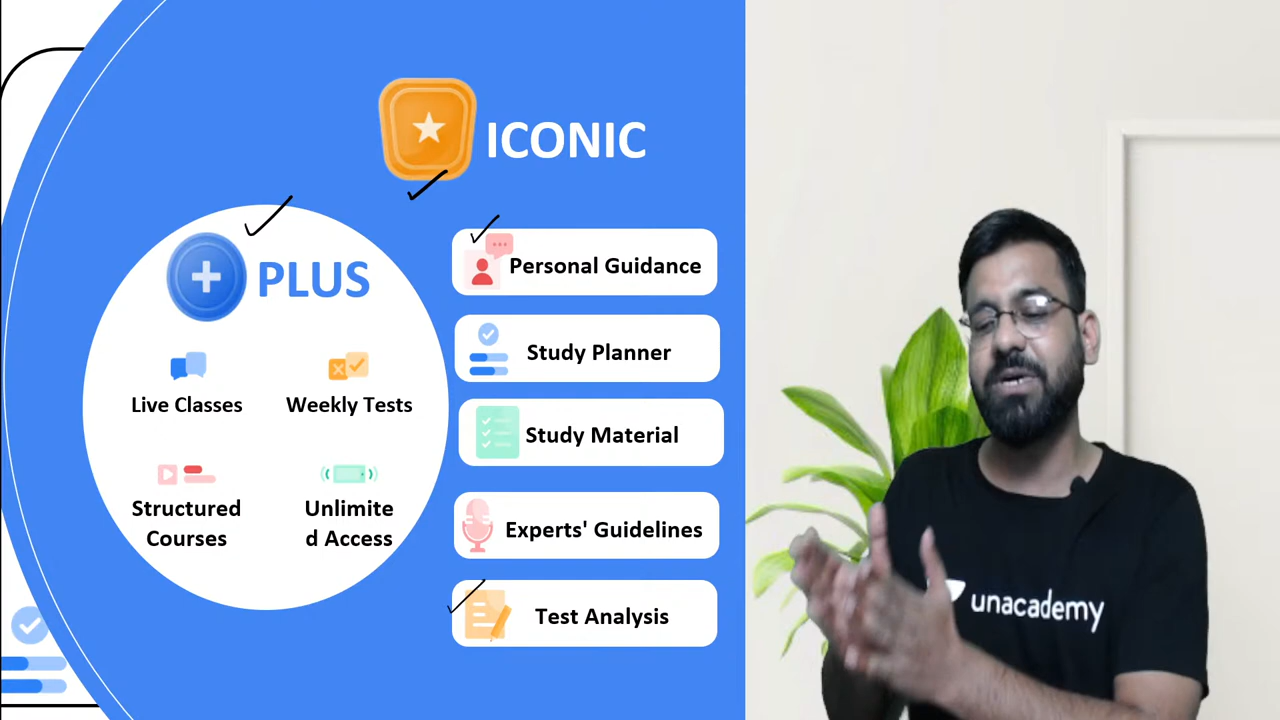 ICONIC
PLUS
Live Classes
Weekly Tests
Structured
Courses
Unlimite
d Access
Personal Guidance
Study Planner
Study Material
Experts' Guidelines
Test Analysis
unacademy